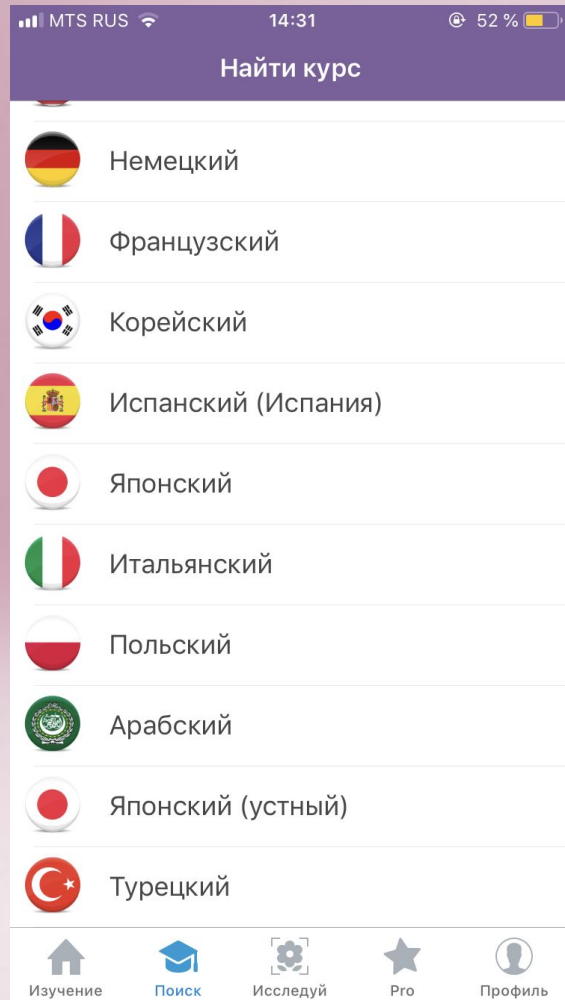 MTS RUS 14:31 52 %
Найти курс
Немецкий
Французский
Корейский
Испанский (Испания)
Японский
Итальянский
Польский
Арабский
Японский (устный)
Турецкий
Изучение Поиск Исследуй Pro Профиль